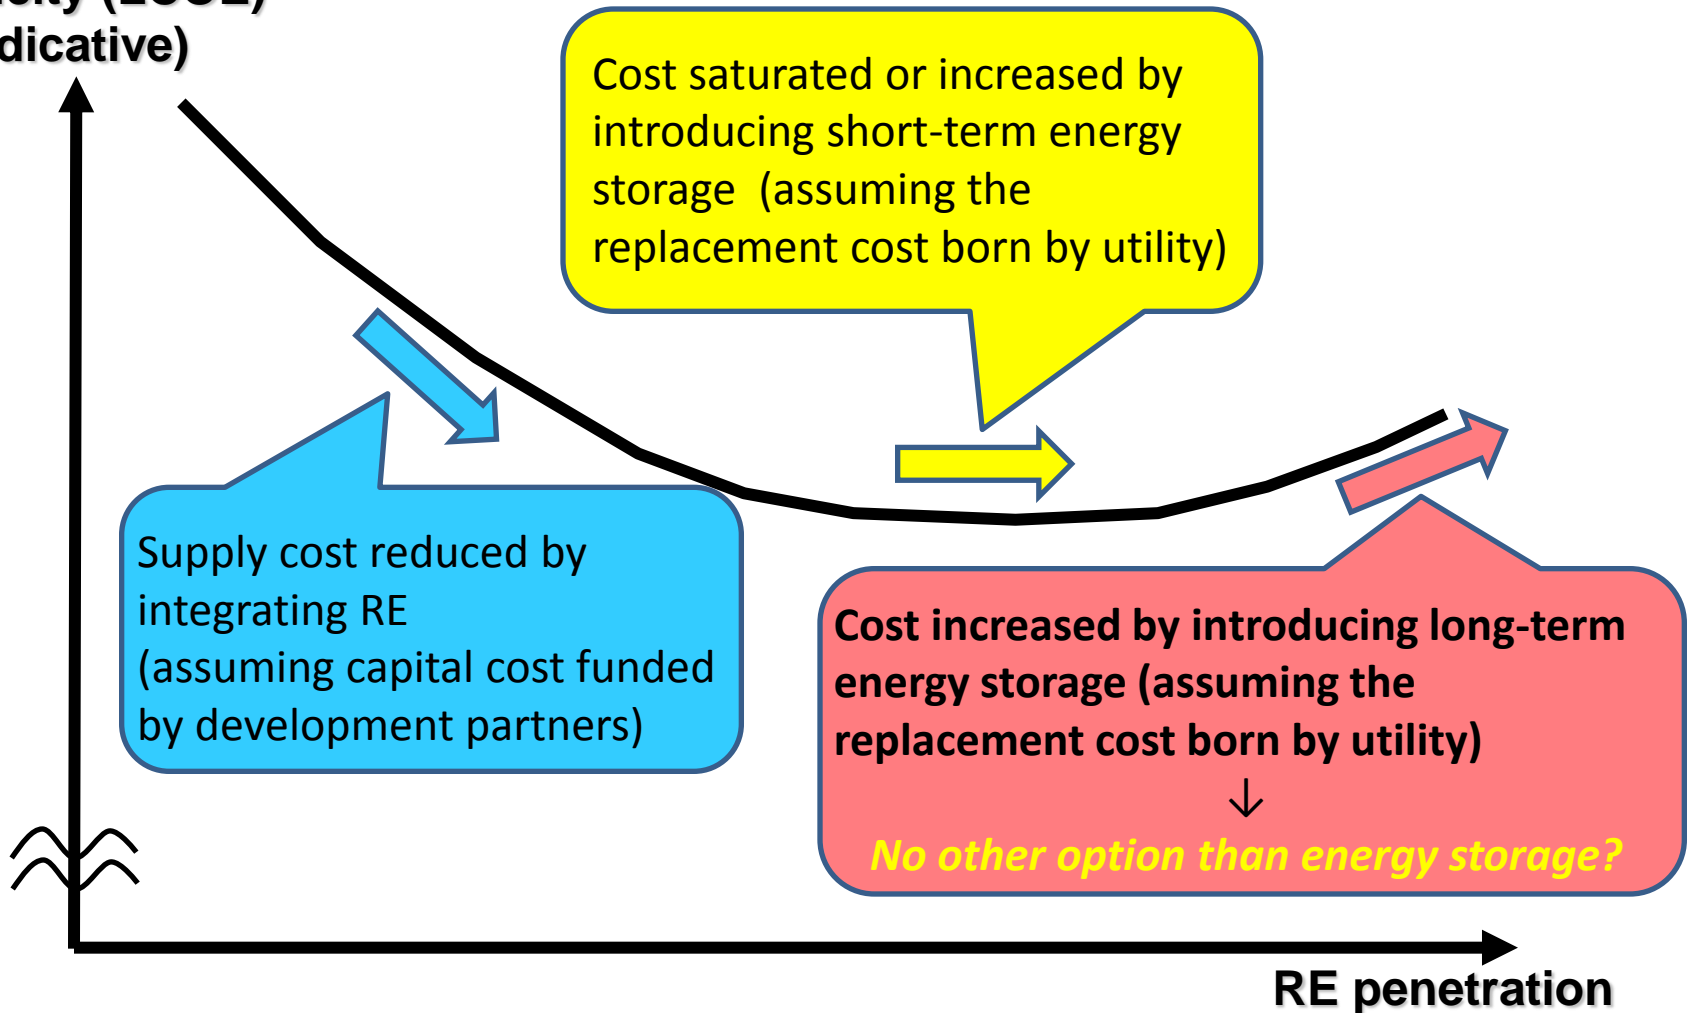 (indicative)
Cost saturated or increased by
introducing short-term energy
storage (assuming the
replacement cost born by utility)
Supply cost reduced by
integrating RE
(assuming capital cost funded
by development partners)
Cost increased by introducing long-term
energy storage (assuming the
replacement cost born by utility)
↓
No other option than energy storage?
RE penetration